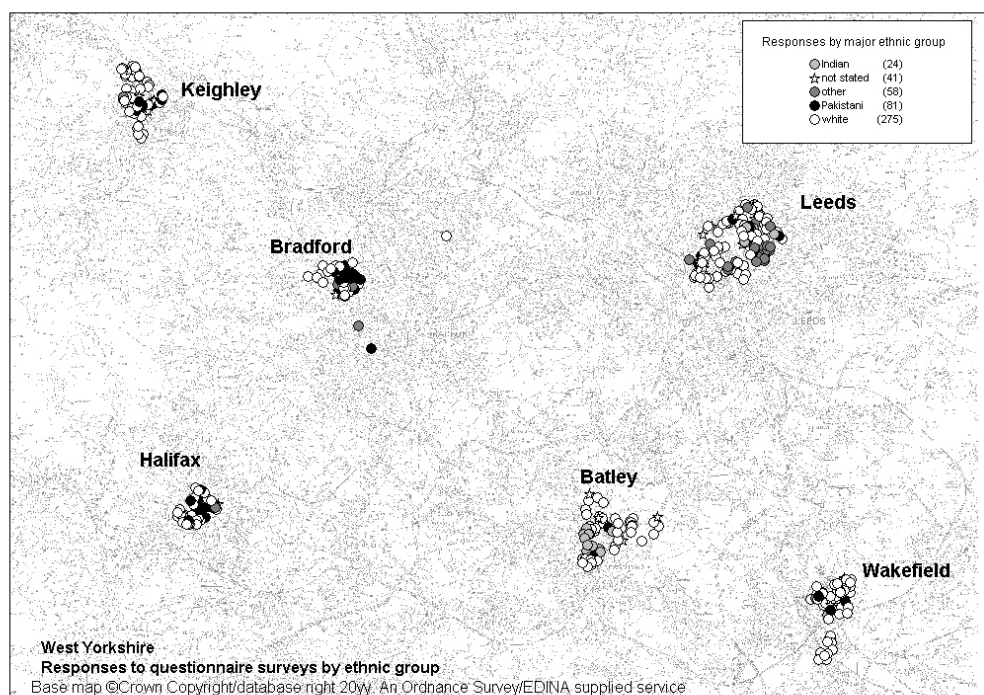 Responses by major ethnic group
Indian (24)
not stated (41)
other (58)
Pakistani (81)
white (275)
Keighley
Leeds
Bradford
LEEDS
Halifax
Batley
Wakefield
West Yorkshire
Responses to questionnaire surveys by ethnic group
Base map ©Crown Copyright/database right 20yy. An Ordnance Survey/EDINA supplied service